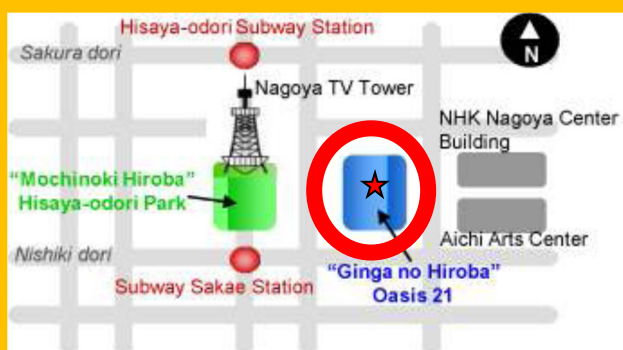 Hisaya-odori Subway Station
Sakura dori
N
Nagoya TV Tower
NHK Nagoya Center
Building
"Mochinoki Hiroba"
Hisaya-odori Park
Aichi Arts Center
Nishiki dori
"Ginga no Hiroba"
Oasis 21
Subway Sakae Station